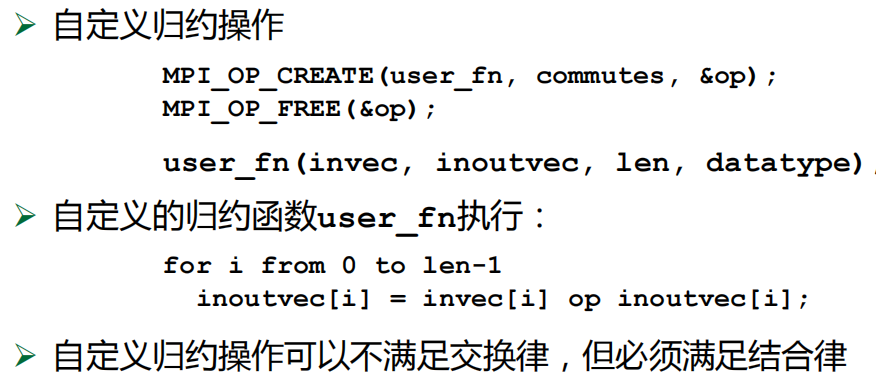 自定义归约操作
MPI_OP_CREATE(user_fn, commutes, &op);
MPI_OP_FREE(&op);
user_fn(invec, inoutvec, len, datatype);
自定义的归约函数user_fn执行：
for i from 0 to len-1
inoutvec[i] = invec[i] op inoutvec[i];
自定义归约操作可以不满足交换律，但必须满足结合律